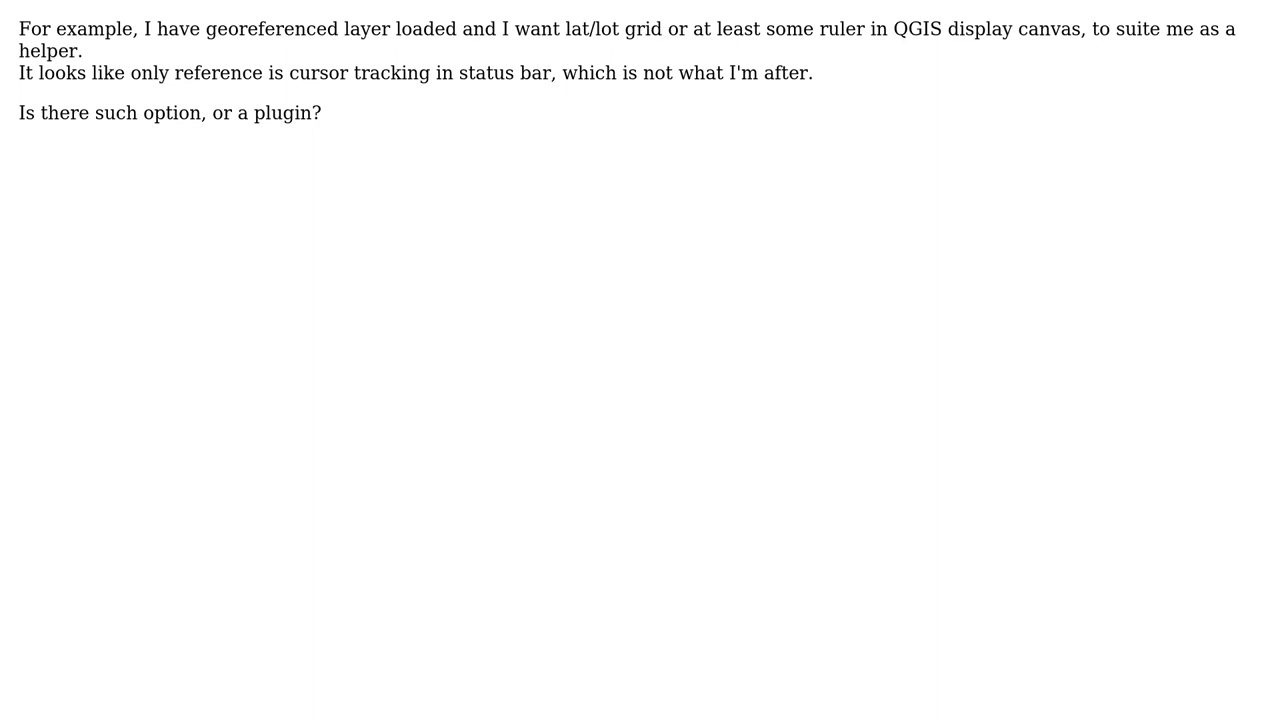 For example, I have georeferenced layer loaded and I want lat/lot grid or at least some ruler in QGIS display canvas, to suite me as a
helper.
It looks like only reference is cursor tracking in status bar, which is not what I'm after.
Is there such option, or a plugin?